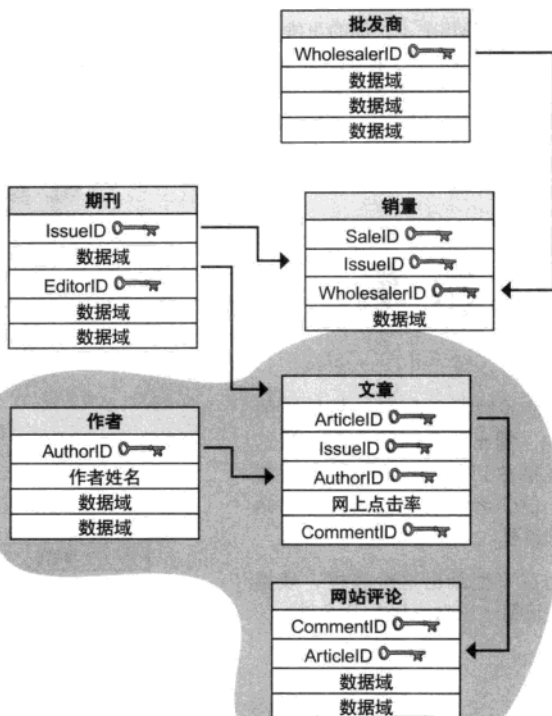 批发商
WholesalerID
数据域
数据域
数据域
期刊
IssueID
数据域
EditorID
数据域
数据域
销量
SaleID
IssueID
WholesalerID
数据域
作者
AuthorID
作者姓名
数据域
数据域
文章
ArticleID
IssueID
AuthorID
网上点击率
CommentID
网站评论
CommentID
ArticleID
数据域
数据域